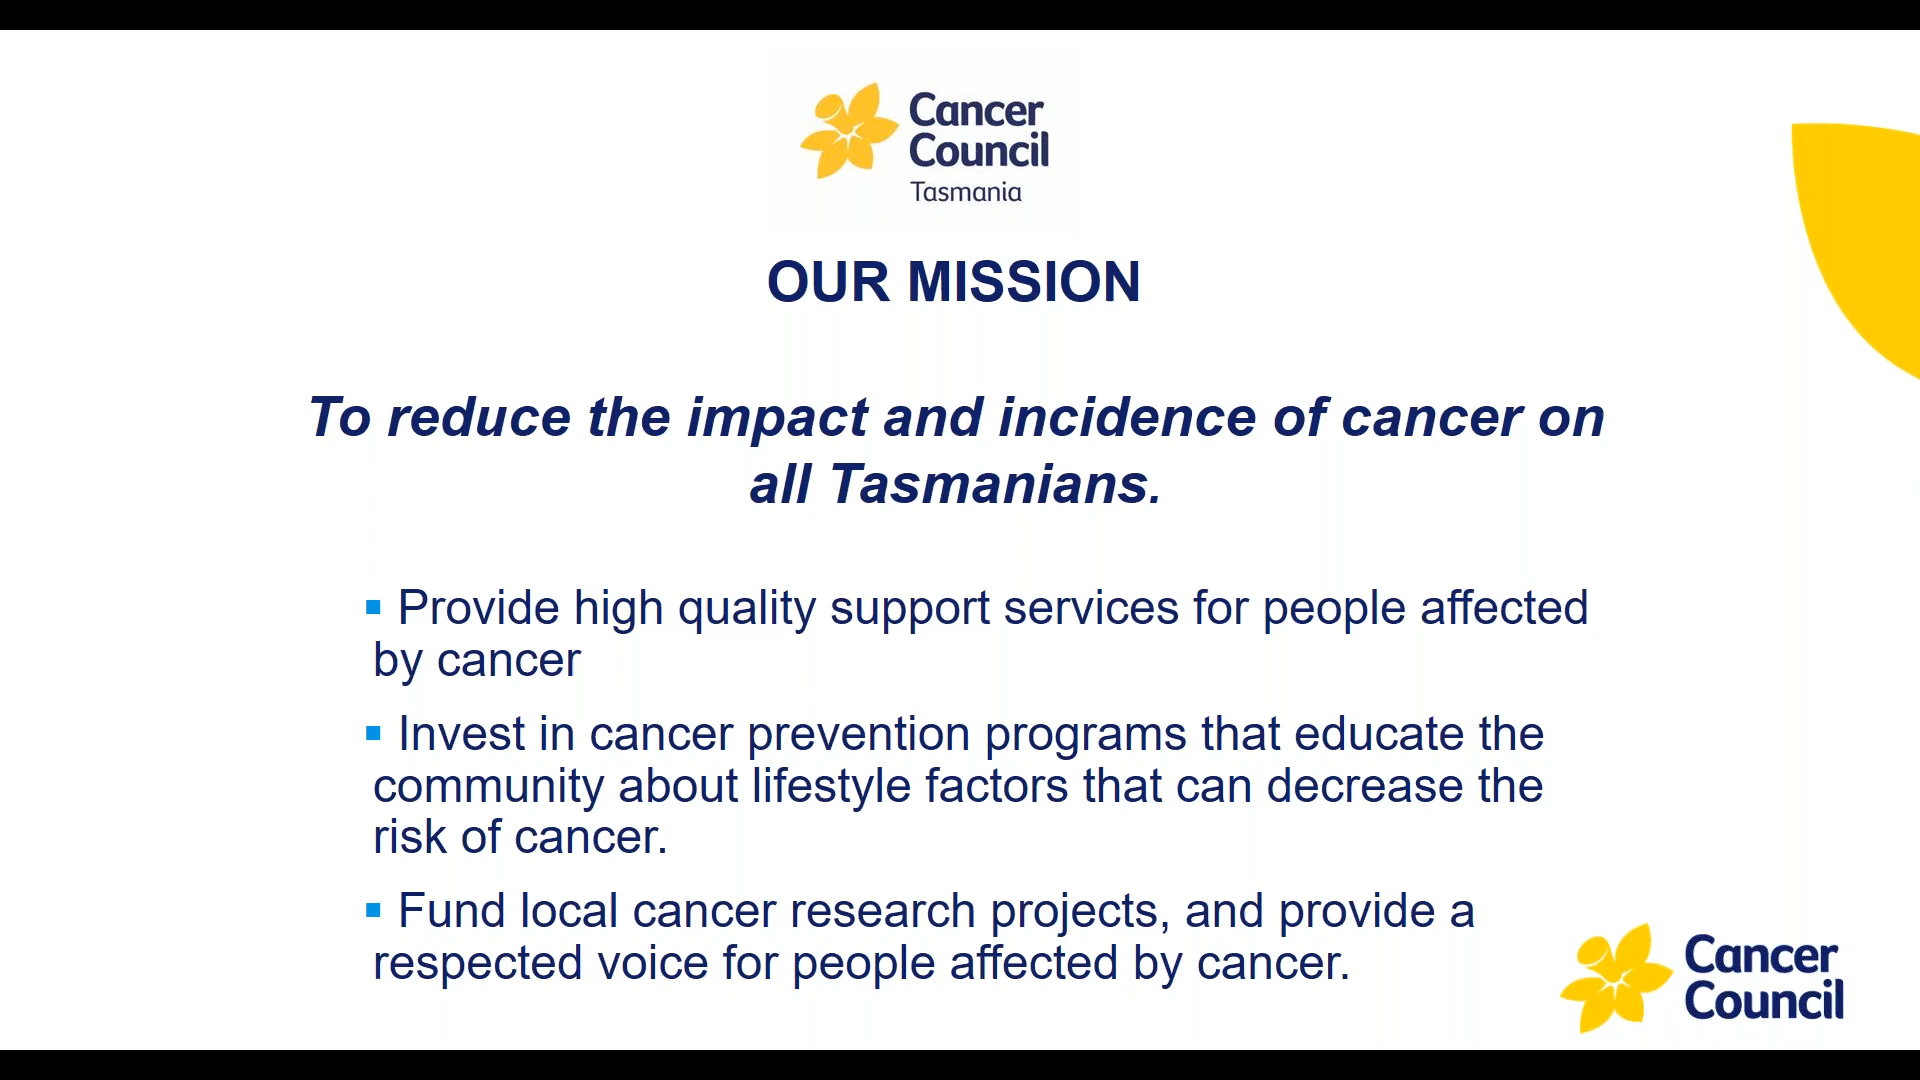 Cancer
Council
Tasmania
OUR MISSION
To reduce the impact and incidence of cancer on
all Tasmanians.
▪ Provide high quality support services for people affected
by cancer
▪ Invest in cancer prevention programs that educate the
community about lifestyle factors that can decrease the
risk of cancer.
▪ Fund local cancer research projects, and provide a
respected voice for people affected by cancer.
Cancer
Council